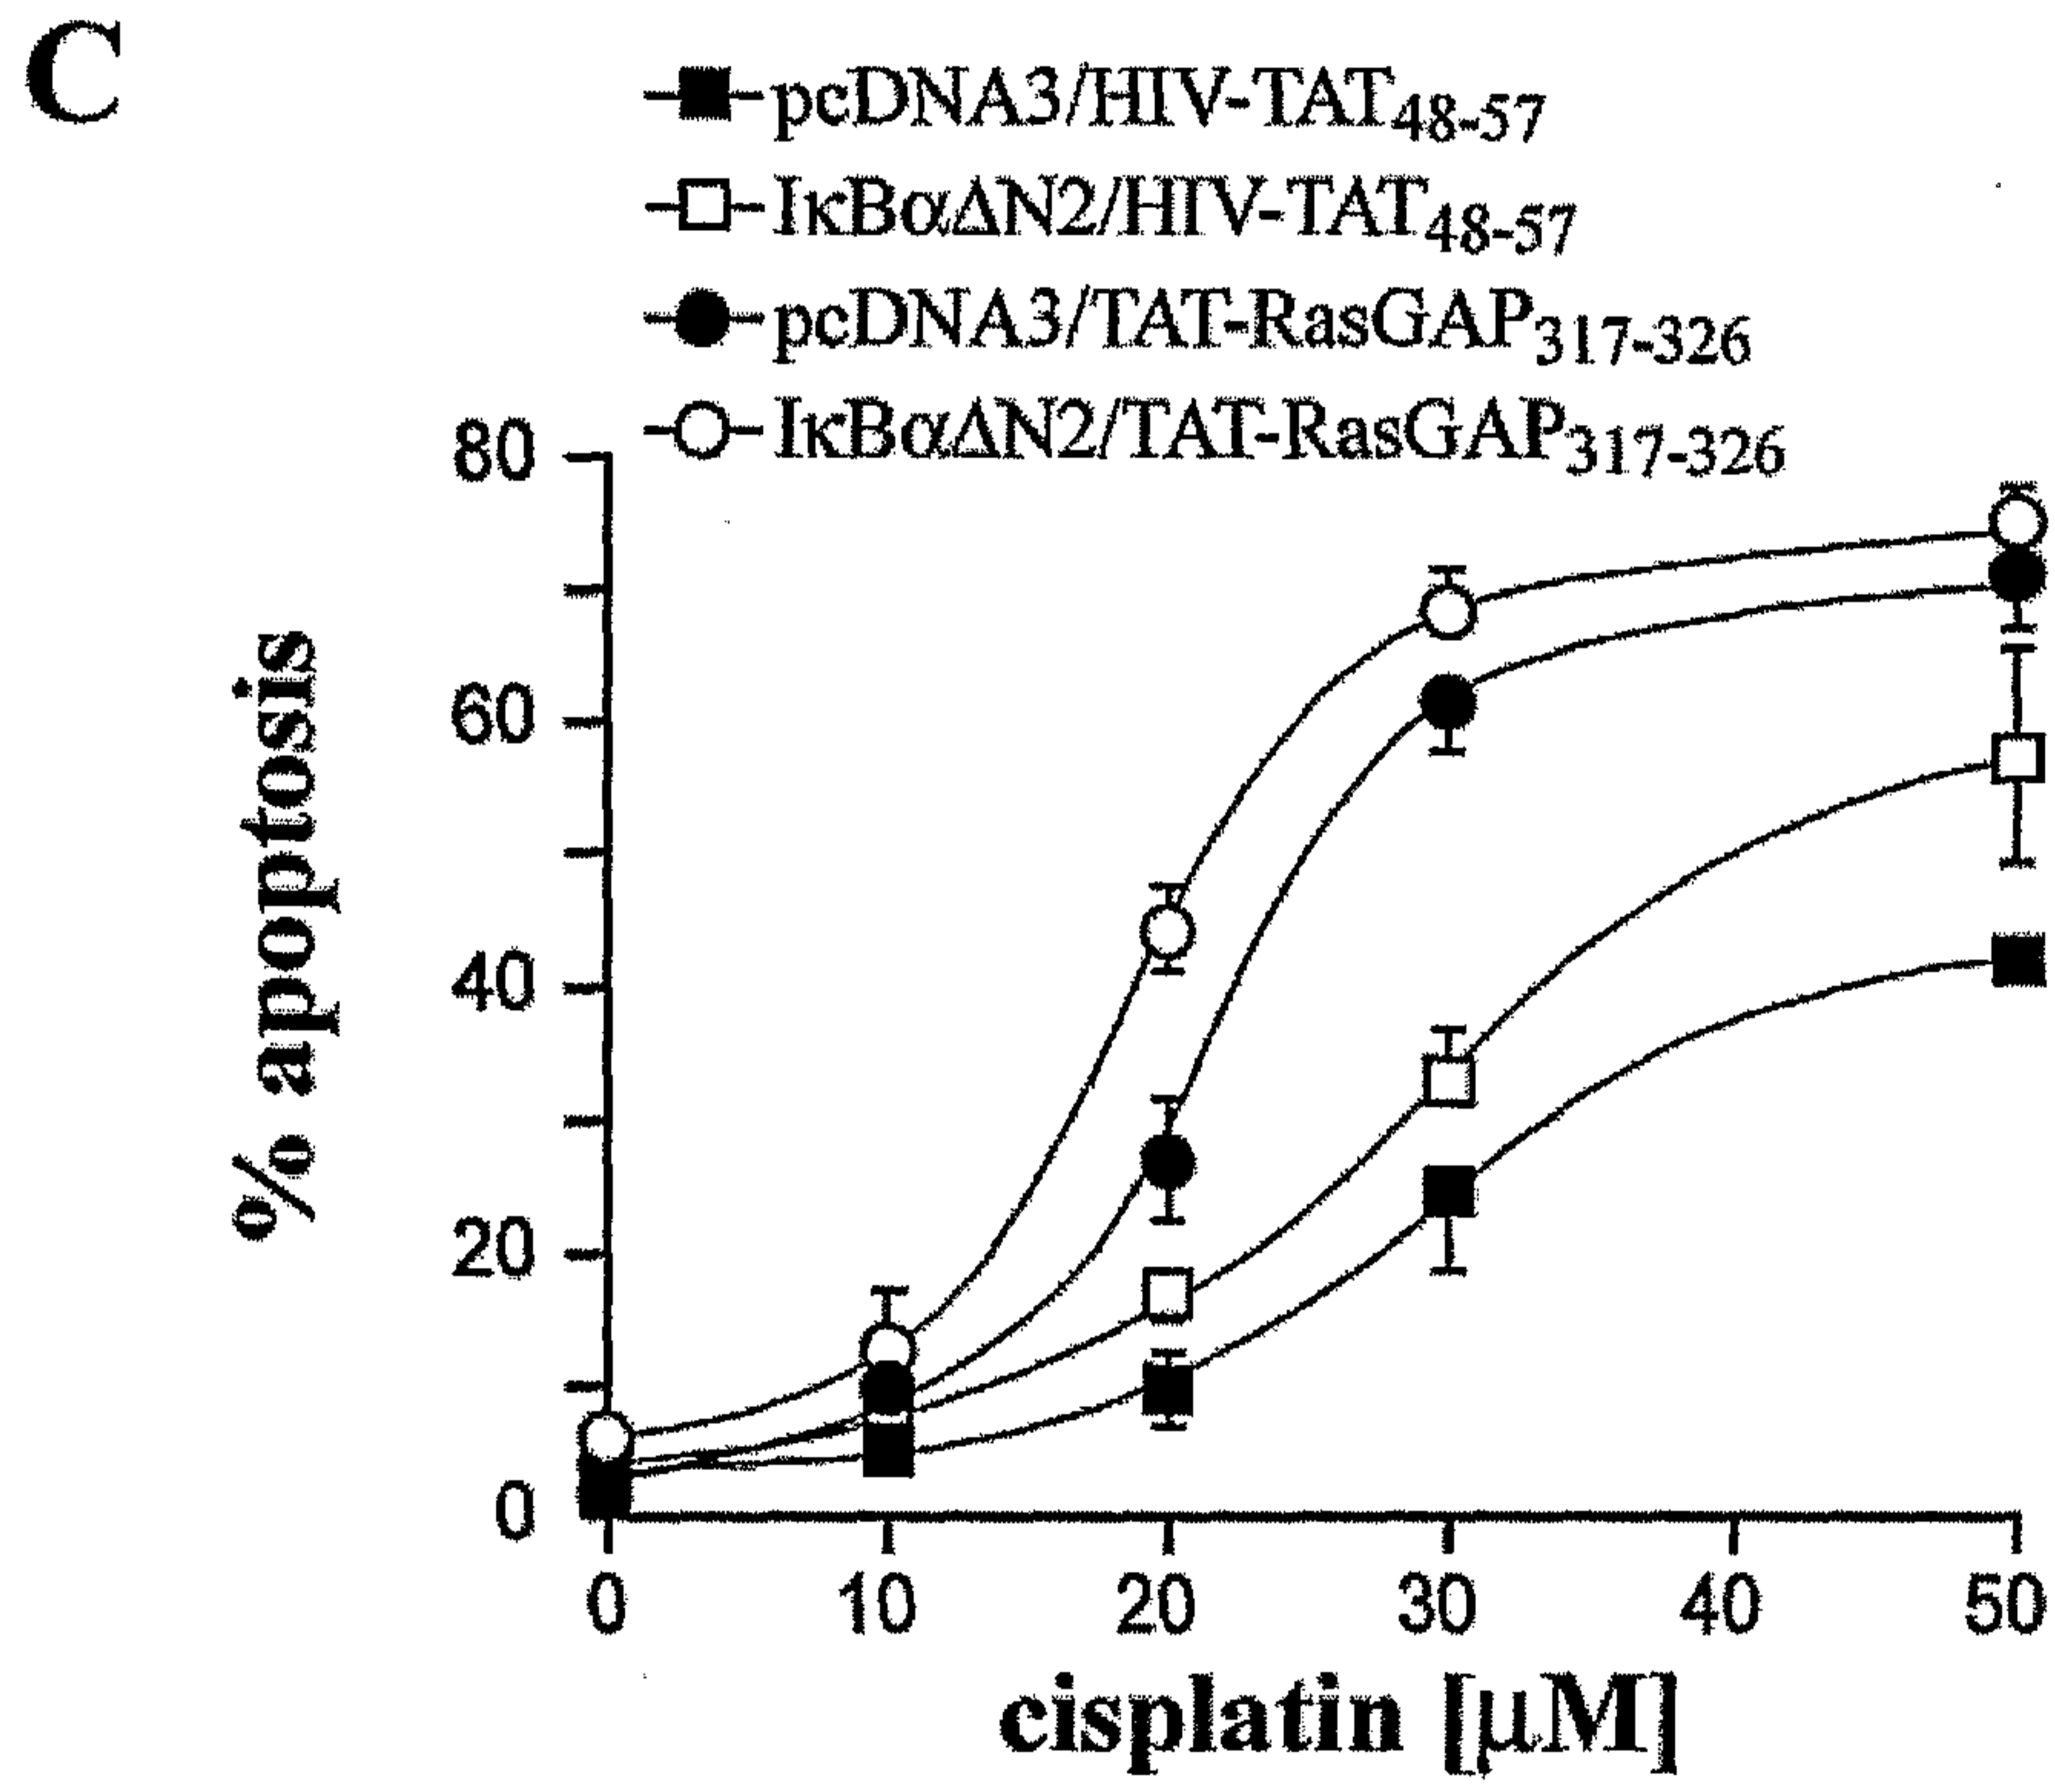 C
pcDNA3/HIV-TAT48-57
IκBαΔN2/HIV-TAT48-57
pcDNA3/TAT-RasGAP317-326
IκBαΔN2/TAT-RasGAP317-326
80
60
40
20
0
% apoptosis
0 10 20 30 40 50
cisplatin [μM]